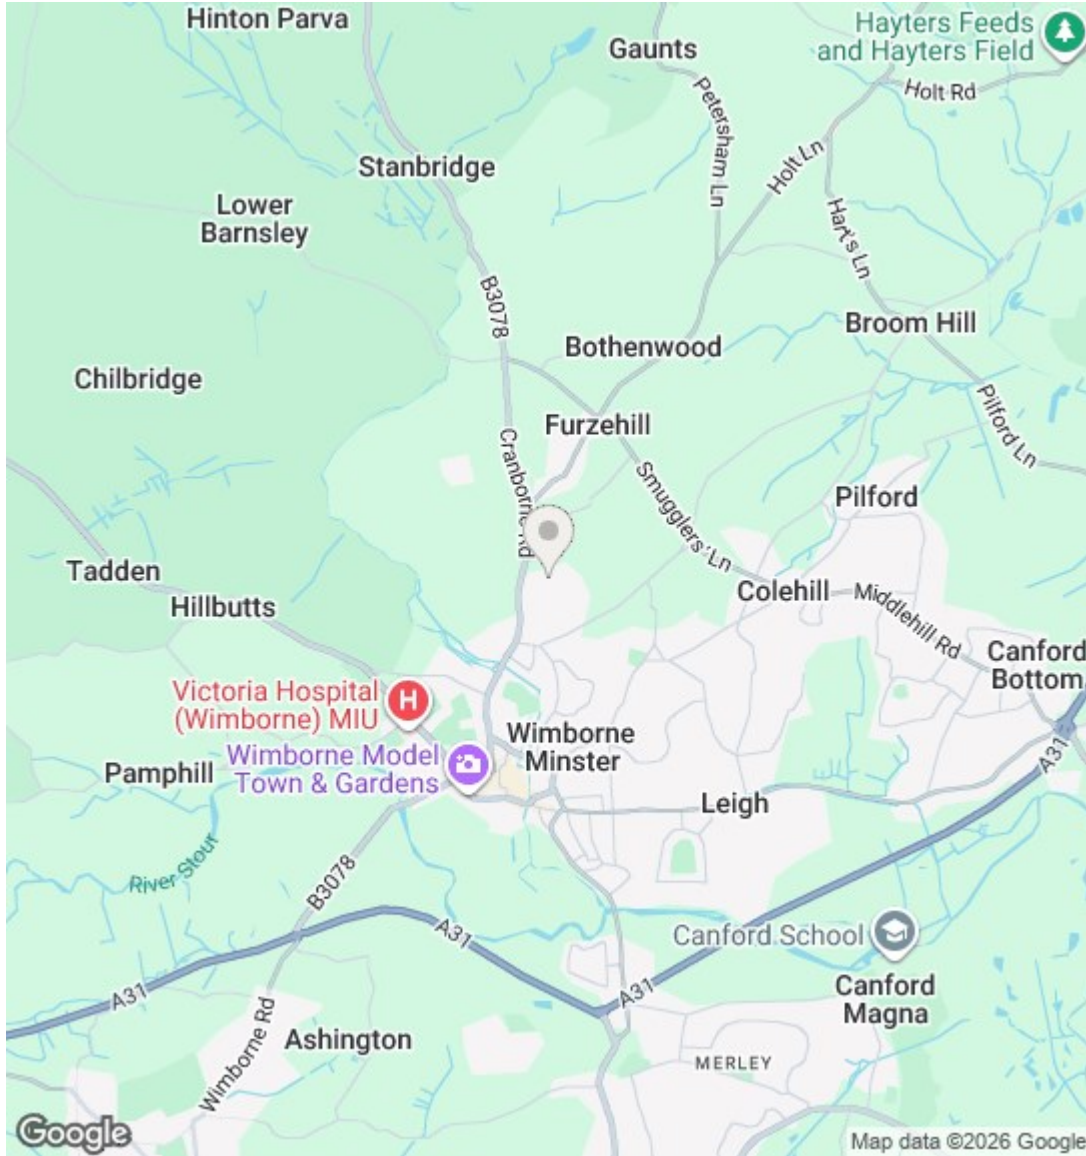 Hinton Parva
Gaunts
Hayters Feeds
and Hayters Field
Holt Rd
Petersham Ln
Stanbridge
Holt Ln
Lower
Barnsley
Hart's Ln
B3078
Broom Hill
Bothenwood
Chilbridge
Pilford Ln
Furzehill
Cranborne Rd
Smugglers' Ln
Pilford
Tadden
Colehill
Hillbutts
Middlehill Rd
Canford
Bottom
Victoria Hospital
(Wimborne) MIU
H
Wimborne
Minster
A31
Wimborne Model
Town & Gardens
Pamphill
Leigh
River Stour
B3078
A31
Canford School
A31
A31
Canford
Magna
Wimborne Rd
Ashington
MERLEY
Google
Map data ©2026 Google